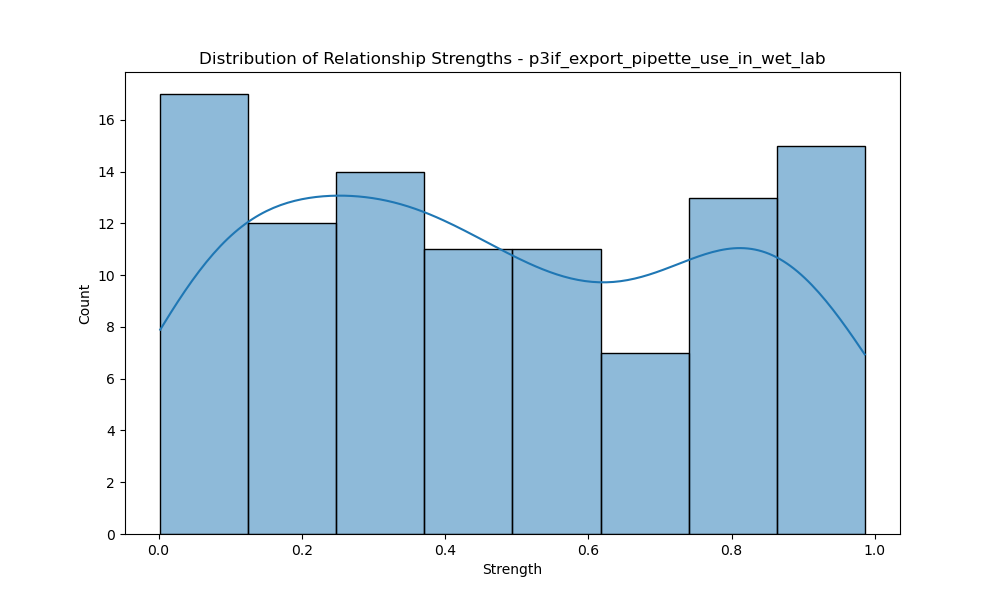 Distribution of Relationship Strengths - p3if_export_pipette_use_in_wet_lab
16
14
12
10
8
6
4
2
0
Count
0.0 0.2 0.4 0.6 0.8 1.0
Strength